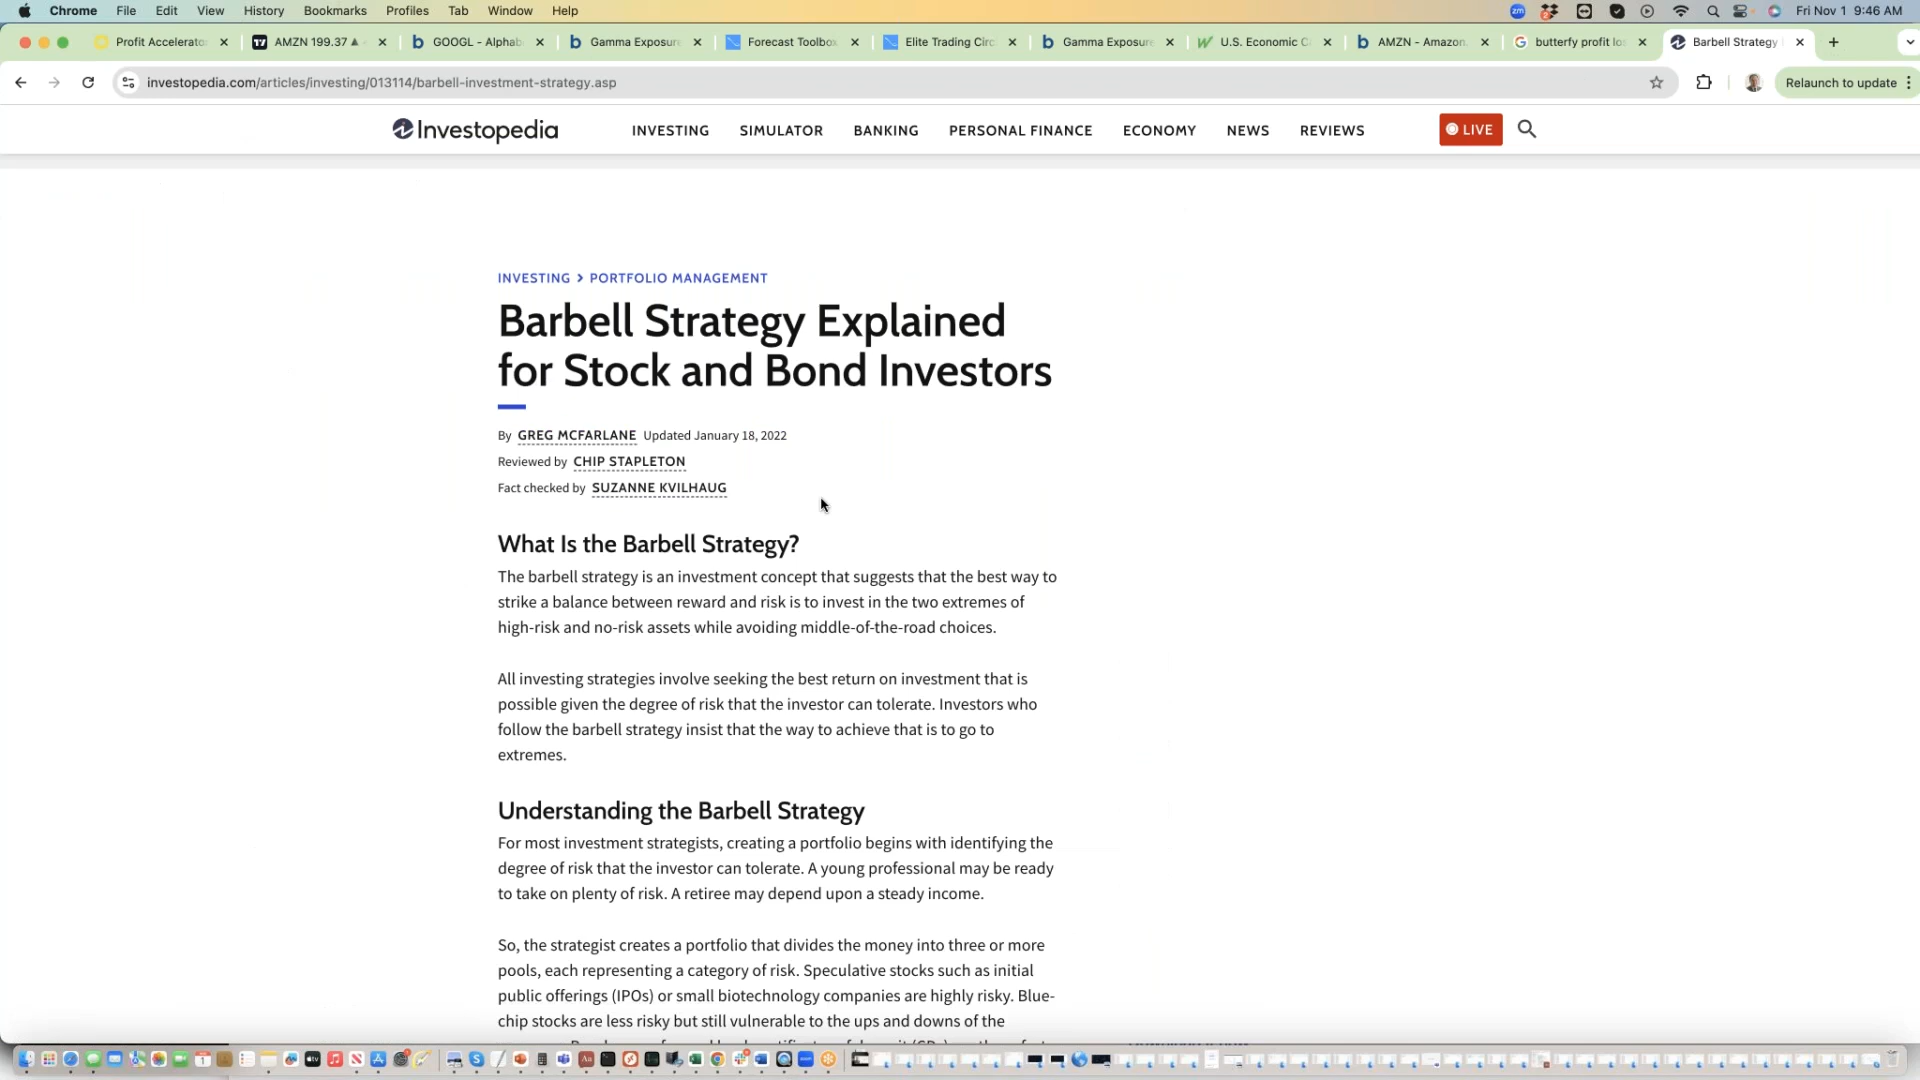 Chrome File Edit View History Bookmarks Profiles Tab Window Help zm Fri Nov 1 9:46 AM
Profit Accelerato AMZN 199.37 ▲ GOOGL - Alphab Gamma Exposure Forecast Toolbo Elite Trading Circ Gamma Exposure U.S. Economic C AMZN - Amazon butterfy profit lo Barbell Strategy
investopedia.com/articles/investing/013114/barbell-investment-strategy.asp Relaunch to update
Investopedia INVESTING SIMULATOR BANKING PERSONAL FINANCE ECONOMY NEWS REVIEWS LIVE
INVESTING > PORTFOLIO MANAGEMENT
Barbell Strategy Explained
for Stock and Bond Investors
By GREG MCFARLANE Updated January 18, 2022
Reviewed by CHIP STAPLETON
Fact checked by SUZANNE KVILHAUG
What Is the Barbell Strategy?
The barbell strategy is an investment concept that suggests that the best way to
strike a balance between reward and risk is to invest in the two extremes of
high-risk and no-risk assets while avoiding middle-of-the-road choices.
All investing strategies involve seeking the best return on investment that is
possible given the degree of risk that the investor can tolerate. Investors who
follow the barbell strategy insist that the way to achieve that is to go to
extremes.
Understanding the Barbell Strategy
For most investment strategists, creating a portfolio begins with identifying the
degree of risk that the investor can tolerate. A young professional may be ready
to take on plenty of risk. A retiree may depend upon a steady income.
So, the strategist creates a portfolio that divides the money into three or more
pools, each representing a category of risk. Speculative stocks such as initial
public offerings (IPOs) or small biotechnology companies are highly risky. Blue-
chip stocks are less risky but still vulnerable to the ups and downs of the